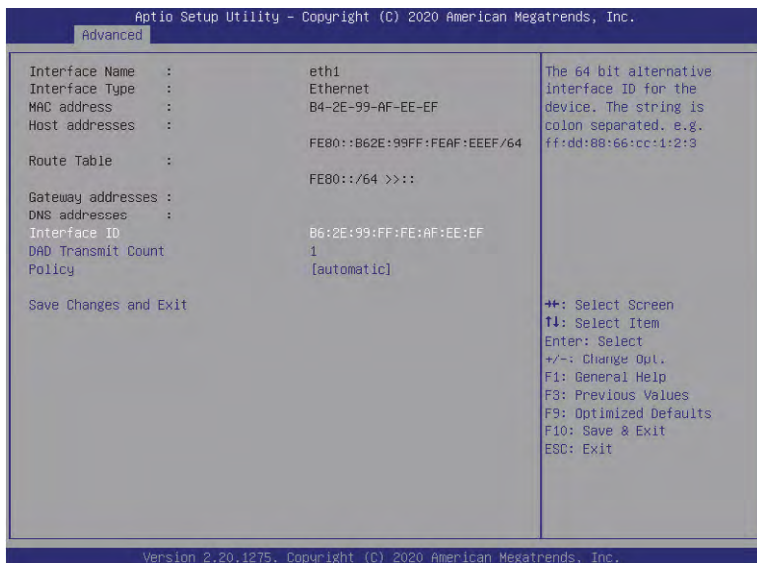 Aptio Setup Utility – Copyright (C) 2020 American Megatrends, Inc.
Advanced
Interface Name : eth1
Interface Type : Ethernet
MAC address : B4-2E-99-AF-EE-EF
Host addresses :
FE80::B62E:99FF:FEAF:EEEF/64
Route Table :
FE80::/64 >>::
Gateway addresses :
DNS addresses :
Interface ID B6:2E:99:FF:FE:AF:EE:EF
DAD Transmit Count 1
Policy [automatic]
Save Changes and Exit
The 64 bit alternative
interface ID for the
device. The string is
colon separated. e.g.
ff:dd:88:66:cc:1:2:3
→←: Select Screen
↑↓: Select Item
Enter: Select
+/-: Change Opt.
F1: General Help
F3: Previous Values
F9: Optimized Defaults
F10: Save & Exit
ESC: Exit
Version 2.20.1275. Copyright (C) 2020 American Megatrends, Inc.